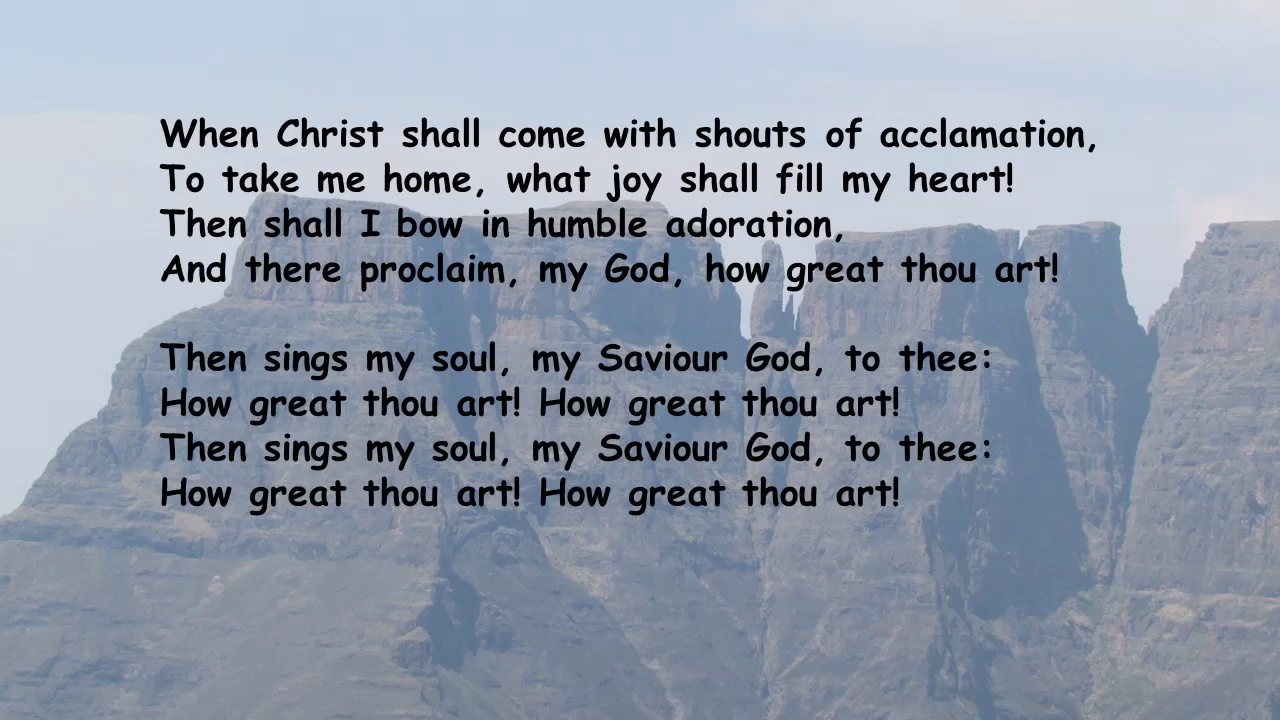 When Christ shall come with shouts of acclamation,
To take me home, what joy shall fill my heart!
Then shall I bow in humble adoration,
And there proclaim, my God, how great thou art!
Then sings my soul, my Saviour God, to thee:
How great thou art! How great thou art!
Then sings my soul, my Saviour God, to thee:
How great thou art! How great thou art!